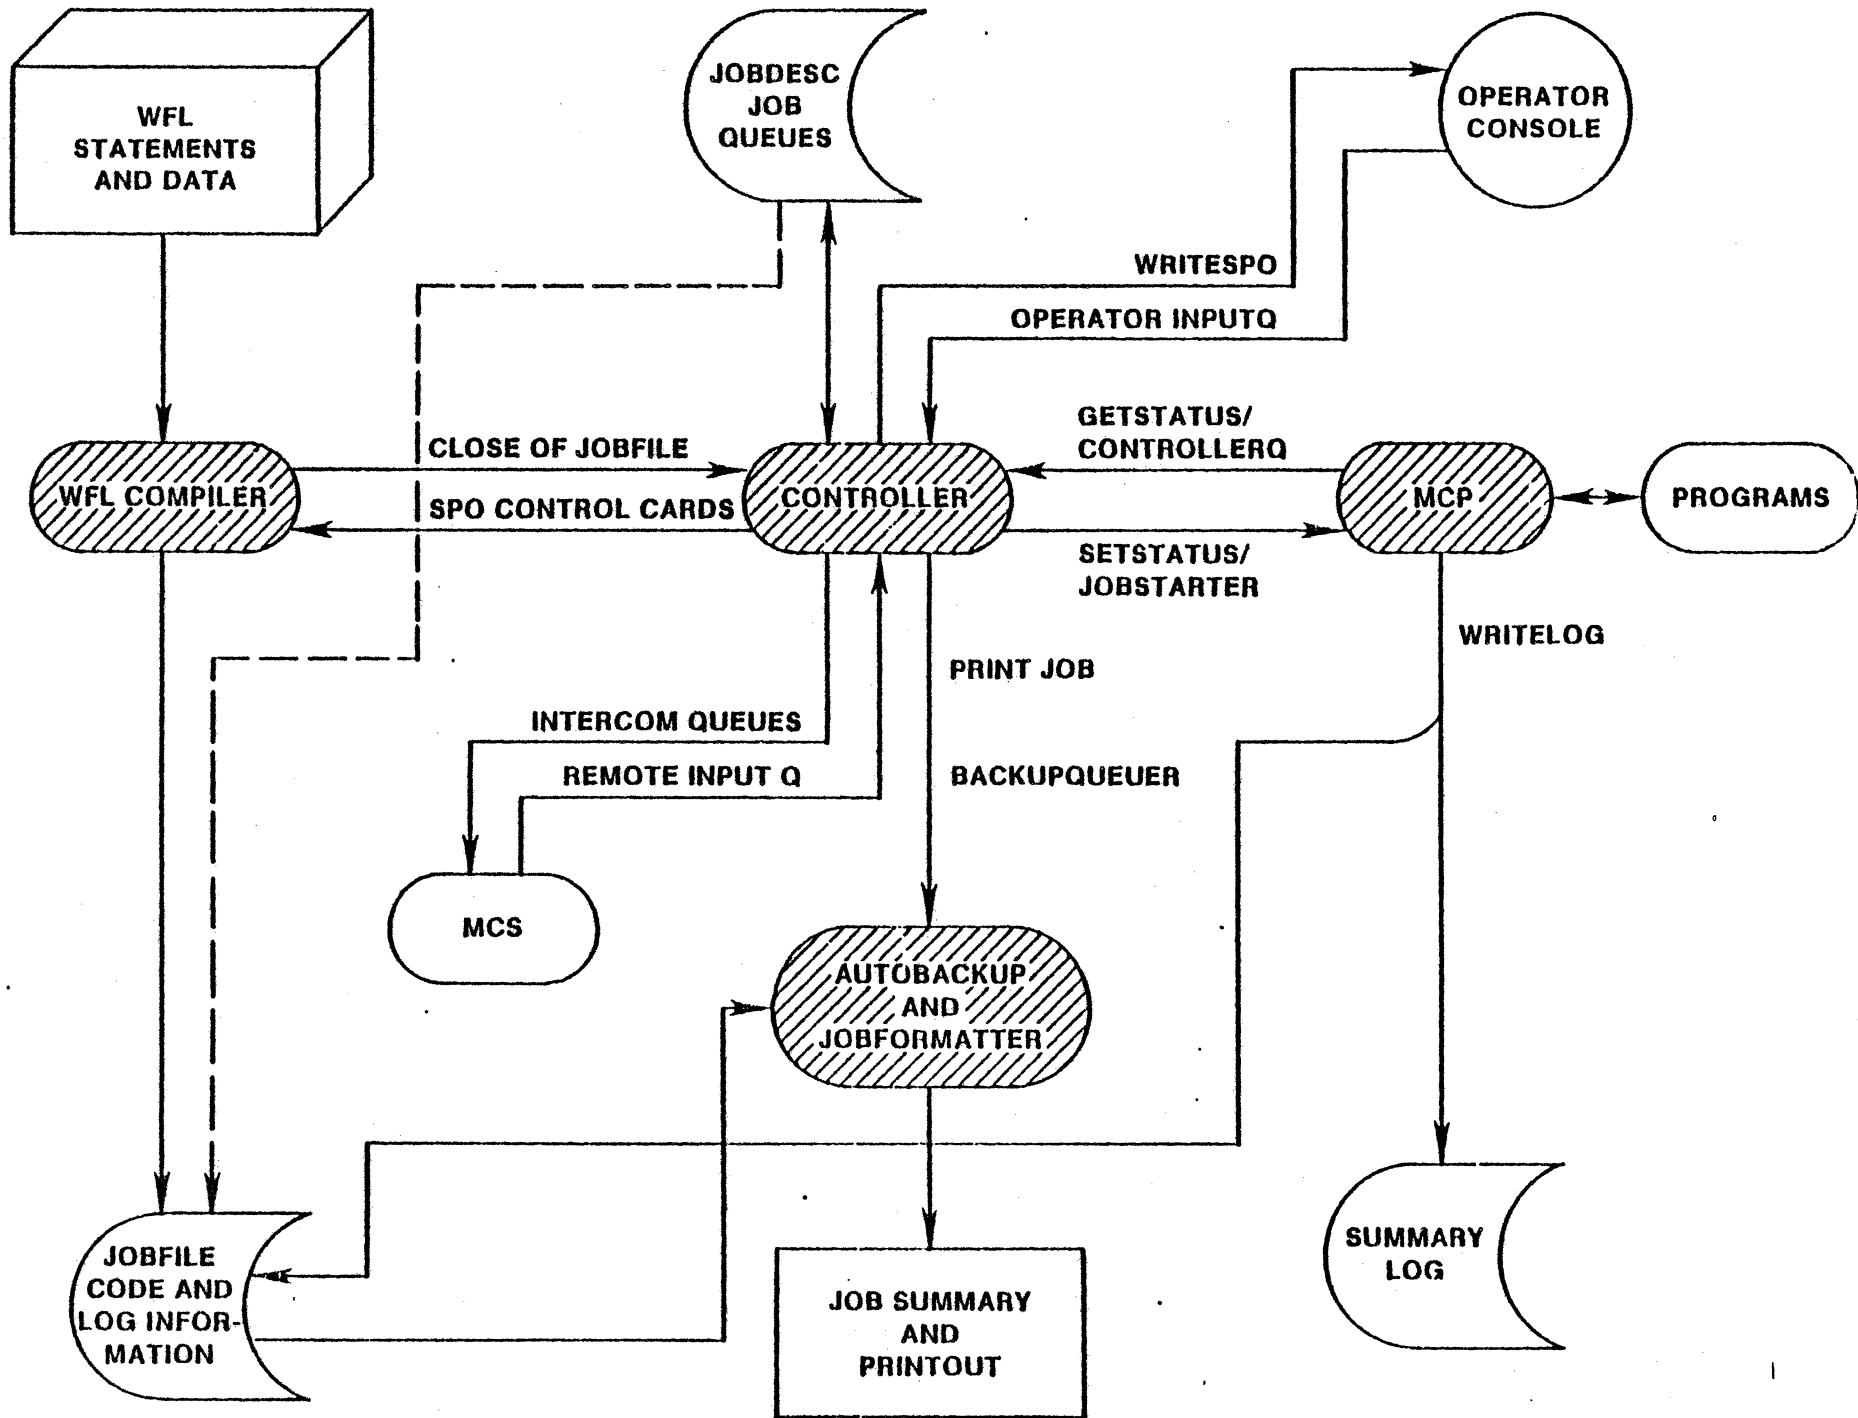 WFL
STATEMENTS
AND DATA
JOBDESC
JOB
QUEUES
OPERATOR
CONSOLE
WRITESPO
OPERATOR INPUTQ
CLOSE OF JOBFILE
GETSTATUS/
CONTROLLERQ
WFL COMPILER
SPO CONTROL CARDS
CONTROLLER
MCP
PROGRAMS
SETSTATUS/
JOBSTARTER
WRITELOG
PRINT JOB
INTERCOM QUEUES
REMOTE INPUT Q
BACKUPQUEUER
MCS
AUTOBACKUP
AND
JOBFORMATTER
JOBFILE
CODE AND
LOG INFOR-
MATION
JOB SUMMARY
AND
PRINTOUT
SUMMARY
LOG